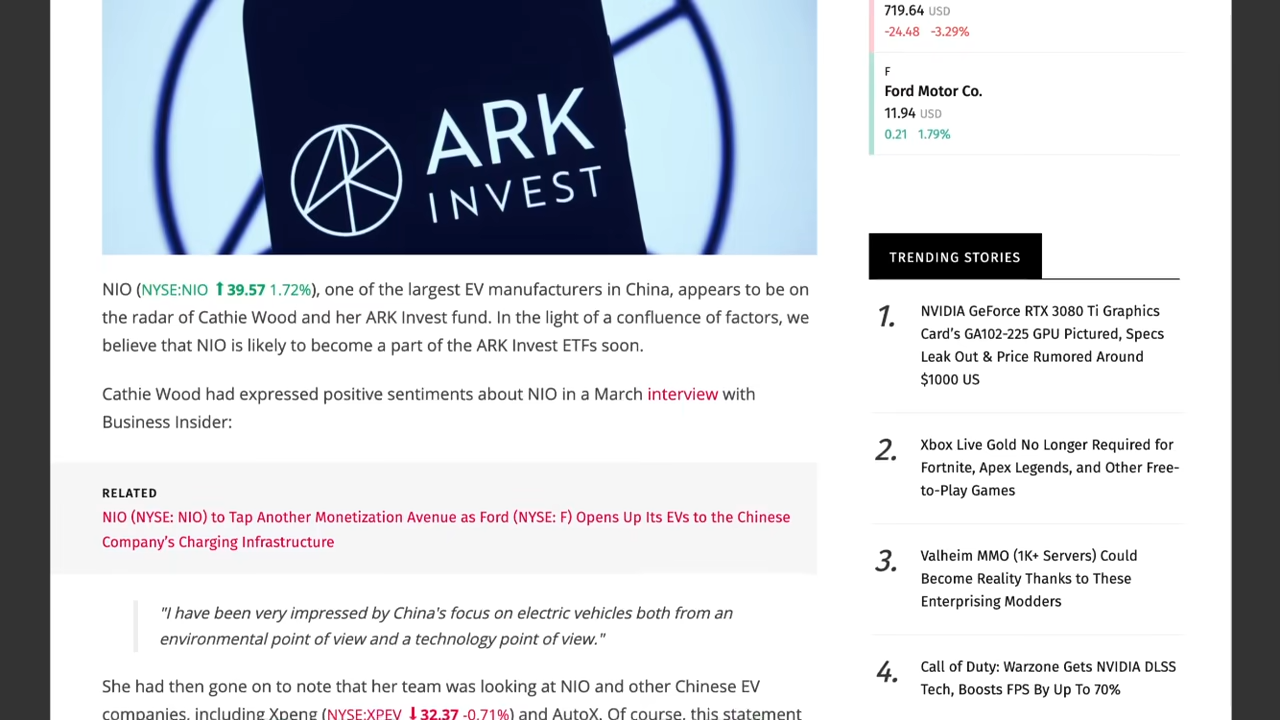 ARK
INVEST
NIO (NYSE:NIO ⬆39.57 1.72%), one of the largest EV manufacturers in China, appears to be on
the radar of Cathie Wood and her ARK Invest fund. In the light of a confluence of factors, we
believe that NIO is likely to become a part of the ARK Invest ETFs soon.
Cathie Wood had expressed positive sentiments about NIO in a March interview with
Business Insider:
RELATED
NIO (NYSE: NIO) to Tap Another Monetization Avenue as Ford (NYSE: F) Opens Up Its EVs to the Chinese
Company’s Charging Infrastructure
"I have been very impressed by China's focus on electric vehicles both from an
environmental point of view and a technology point of view."
She had then gone on to note that her team was looking at NIO and other Chinese EV
companies, including Xpeng (NYSE:XPEV ⬇32.37 -0.71%) and AutoX. Of course, this statement
719.64 USD
-24.48 -3.29%
F
Ford Motor Co.
11.94 USD
0.21 1.79%
TRENDING STORIES
1. NVIDIA GeForce RTX 3080 Ti Graphics
Card’s GA102-225 GPU Pictured, Specs
Leak Out & Price Rumored Around
$1000 US
2. Xbox Live Gold No Longer Required for
Fortnite, Apex Legends, and Other Free-
to-Play Games
3. Valheim MMO (1K+ Servers) Could
Become Reality Thanks to These
Enterprising Modders
4. Call of Duty: Warzone Gets NVIDIA DLSS
Tech, Boosts FPS By Up To 70%